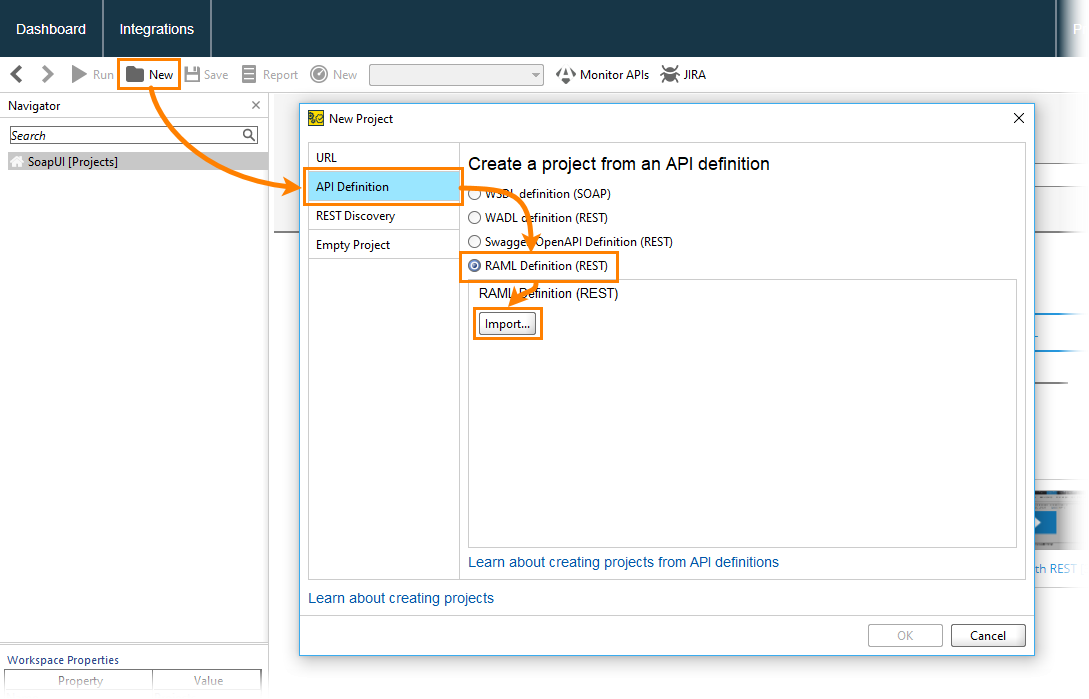 Dashboard
Integrations
P
Run
New
Save
Report
New
Monitor APIs
JIRA
Navigator
Search
SoapUI [Projects]
New Project
URL
API Definition
REST Discovery
Empty Project
Create a project from an API definition
WSDL definition (SOAP)
WADL definition (REST)
Swagger/OpenAPI Definition (REST)
RAML Definition (REST)
RAML Definition (REST)
Import...
Learn about creating projects from API definitions
th REST
Learn about creating projects
OK
Cancel
Workspace Properties
Property
Value